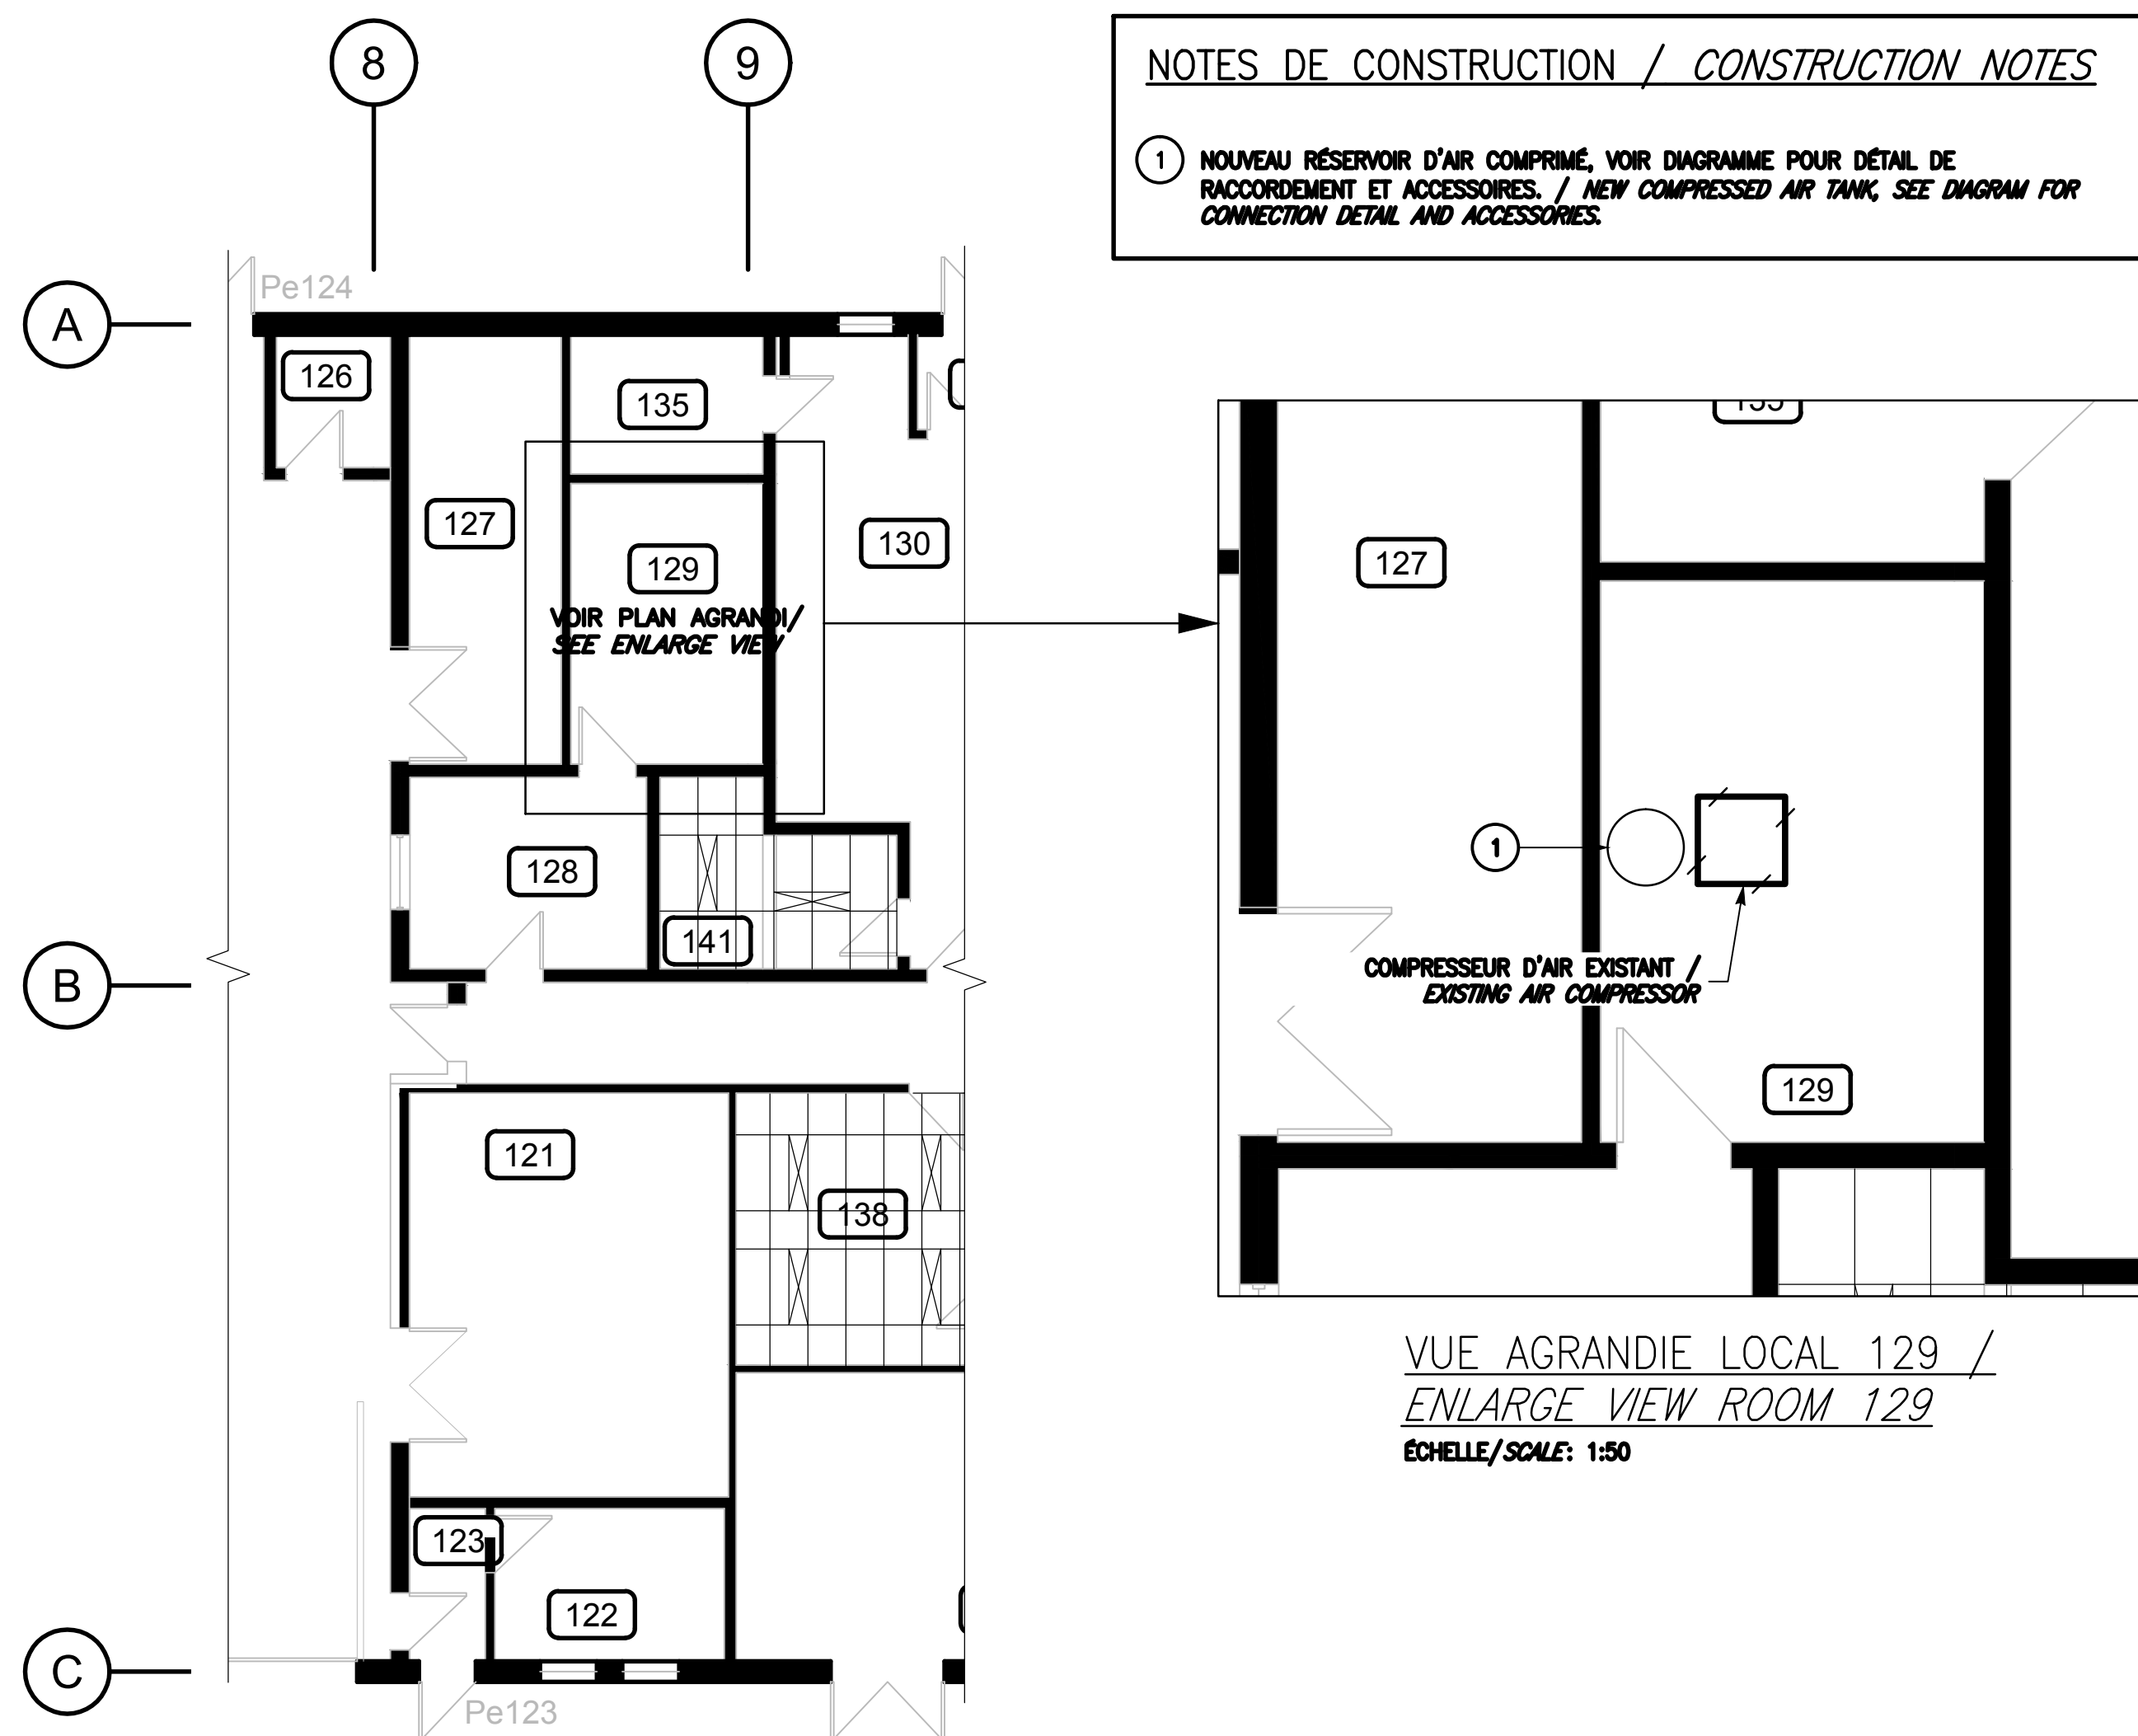 8
9
NOTES DE CONSTRUCTION / CONSTRUCTION NOTES
1 NOUVEAU RÉSERVOIR D'AIR COMPRIMÉ, VOIR DIAGRAMME POUR DÉTAIL DE
RACCORDEMENT ET ACCESSOIRES. / NEW COMPRESSED AIR TANK, SEE DIAGRAM FOR
CONNECTION DETAIL AND ACCESSORIES.
A
Pe124
126
135
127
129
130
VOIR PLAN AGRANDI/
SEE ENLARGE VIEW
128
141
B
121
138
123
122
C
Pe123
135
127
1
COMPRESSEUR D'AIR EXISTANT /
EXISTING AIR COMPRESSOR
129
VUE AGRANDIE LOCAL 129 /
ENLARGE VIEW ROOM 129
ÉCHELLE/SCALE: 1:50